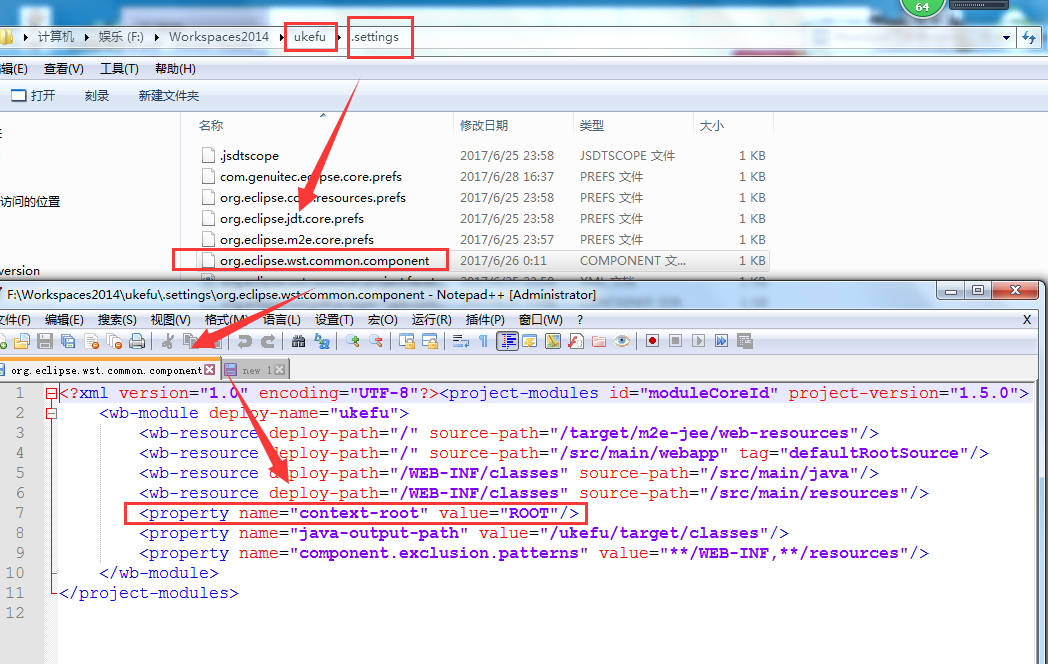 64
计算机 娱乐 (F:) Workspaces2014 ukefu .settings
编辑(E) 查看(V) 工具(T) 帮助(H)
打开 刻录 新建文件夹
名称 修改日期 类型 大小
.jsdtscope 2017/6/25 23:58 JSDTSCOPE 文件 1 KB
com.genuitec.eclipse.core.prefs 2017/6/28 16:37 PREFS 文件 1 KB
org.eclipse.core.resources.prefs 2017/6/25 23:58 PREFS 文件 1 KB
访问的位置
org.eclipse.jdt.core.prefs 2017/6/25 23:58 PREFS 文件 1 KB
org.eclipse.m2e.core.prefs 2017/6/25 23:57 PREFS 文件 1 KB
org.eclipse.wst.common.component 2017/6/26 0:11 COMPONENT 文... 1 KB
version
F:\Workspaces2014\ukefu\.settings\org.eclipse.wst.common.component - Notepad++ [Administrator]
文件(F) 编辑(E) 搜索(S) 视图(V) 格式(M) 语言(L) 设置(T) 宏(O) 运行(R) 插件(P) 窗口(W) ? X
org.eclipse.wst.common.component new 1
1 <?xml version="1.0" encoding="UTF-8"?><project-modules id="moduleCoreId" project-version="1.5.0">
2 <wb-module deploy-name="ukefu">
3 <wb-resource deploy-path="/" source-path="/target/m2e-jee/web-resources"/>
4 <wb-resource deploy-path="/" source-path="/src/main/webapp" tag="defaultRootSource"/>
5 <wb-resource deploy-path="/WEB-INF/classes" source-path="/src/main/java"/>
6 <wb-resource deploy-path="/WEB-INF/classes" source-path="/src/main/resources"/>
7 <property name="context-root" value="ROOT"/>
8 <property name="java-output-path" value="/ukefu/target/classes"/>
9 <property name="component.exclusion.patterns" value="**/WEB-INF,**/resources"/>
10 </wb-module>
11 </project-modules>
12